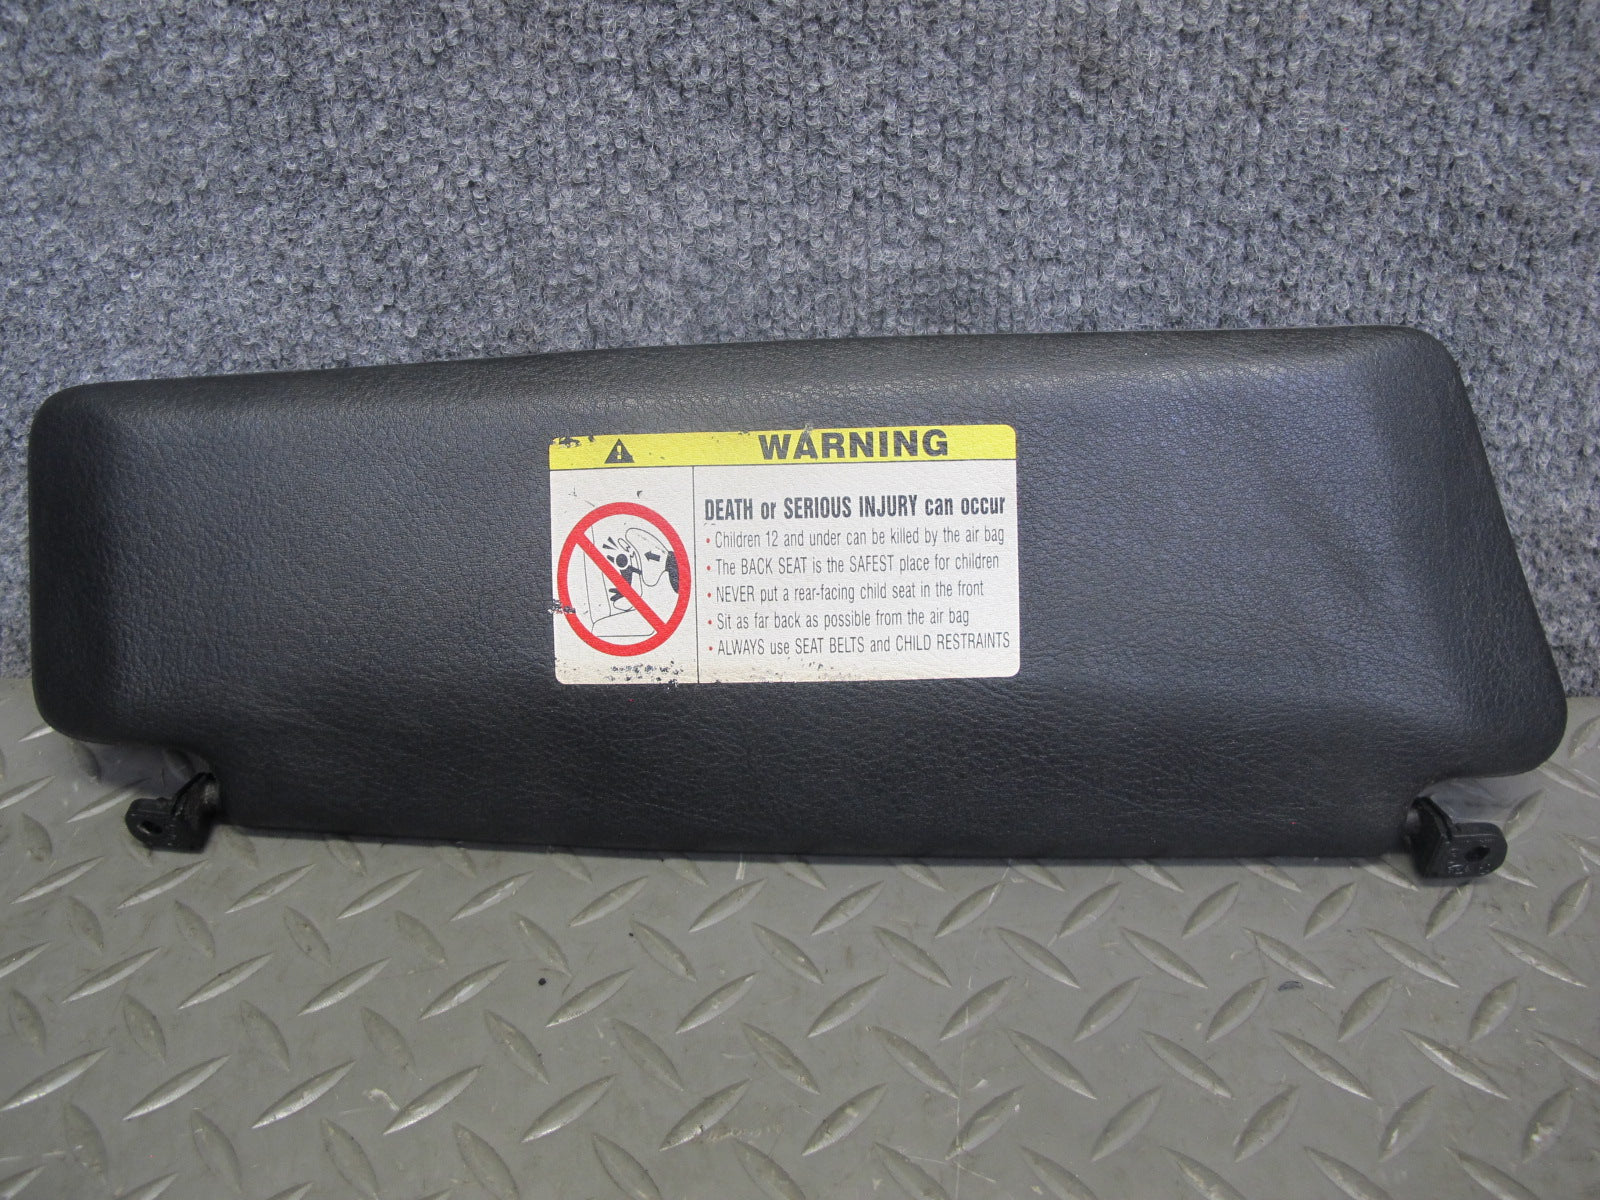 WARNING
DEATH or SERIOUS INJURY can occur
• Children 12 and under can be killed by the air bag
• The BACK SEAT is the SAFEST place for children
• NEVER put a rear-facing child seat in the front
• Sit as far back as possible from the air bag
• ALWAYS use SEAT BELTS and CHILD RESTRAINTS